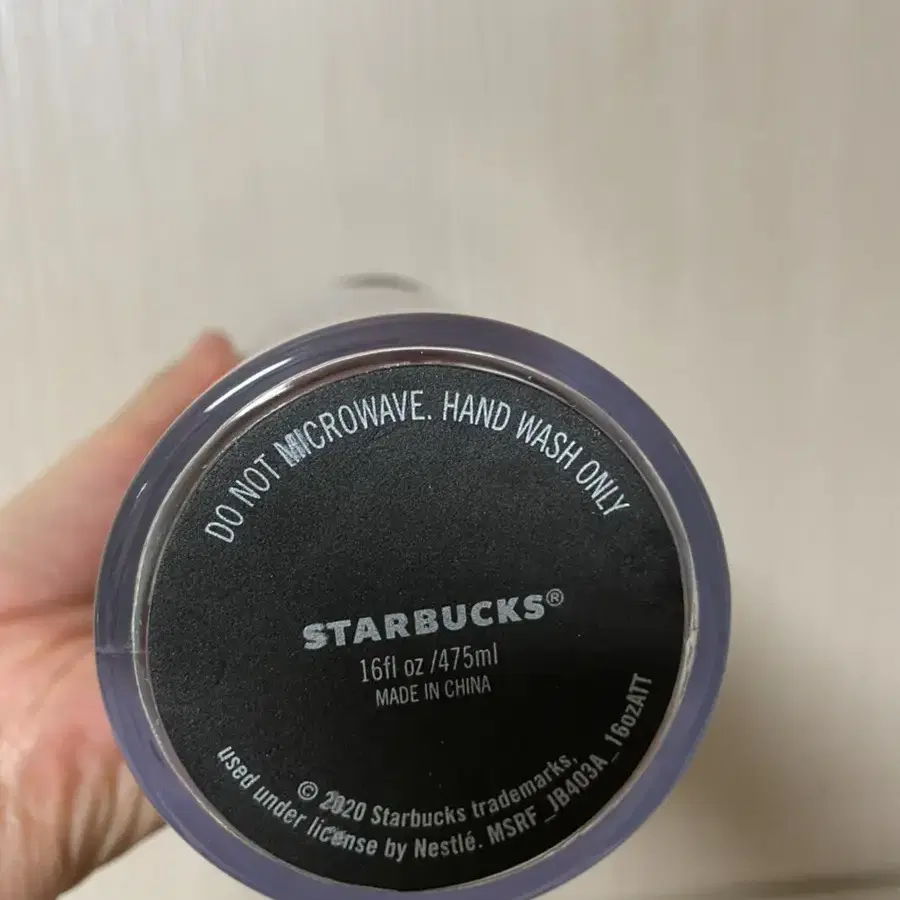 DO NOT MICROWAVE. HAND WASH ONLY
STARBUCKS®
16fl oz /475ml
MADE IN CHINA
© 2020 Starbucks trademarks.
used under license by Nestlé. MSRF_JB403A_16ozATT